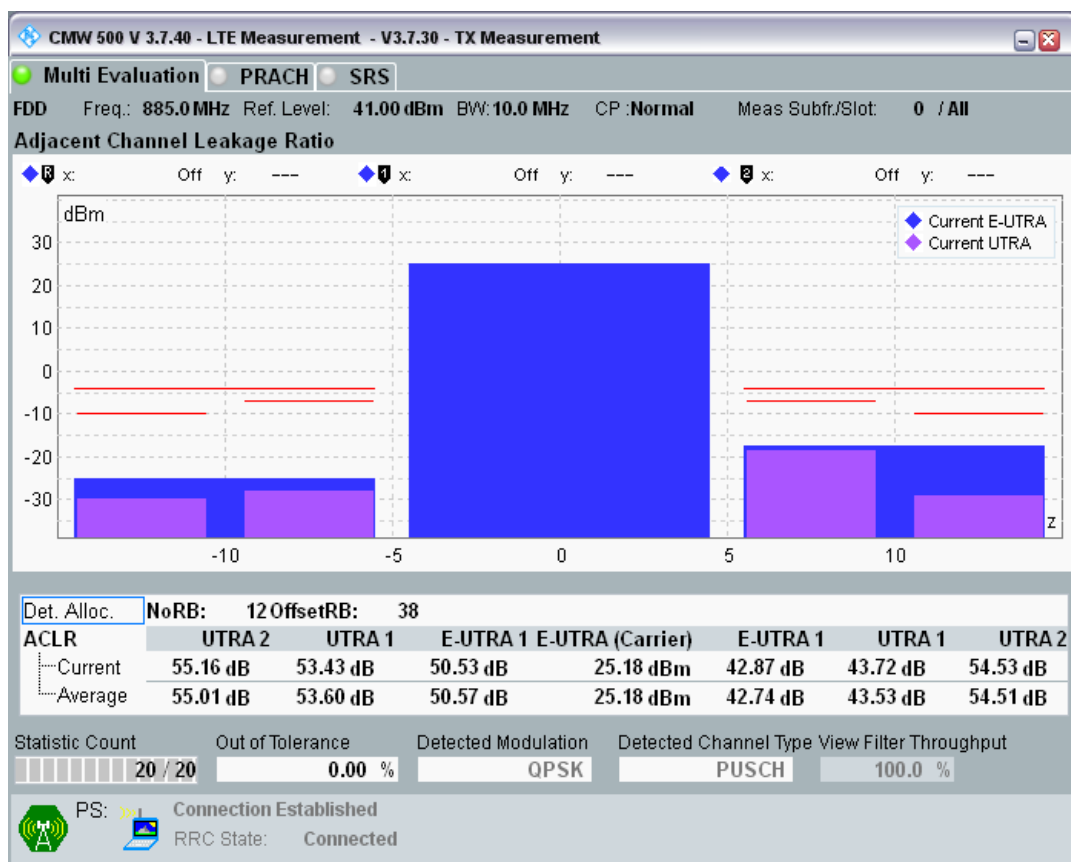 CMW 500 V 3.7.40 - LTE Measurement - V3.7.30 - TX Measurement
Multi Evaluation PRACH SRS
FDD Freq.: 885.0 MHz Ref. Level: 41.00 dBm BW: 10.0 MHz CP :Normal Meas Subfr./Slot: 0 / All
Adjacent Channel Leakage Ratio
R x: Off y: --- 1 x: Off y: --- 2 x: Off y: ---
dBm
Current E-UTRA
Current UTRA
30
20
10
0
-10
-20
-30
z
-10 -5 0 5 10
Det. Alloc. NoRB: 12 OffsetRB: 38
ACLR UTRA 2 UTRA 1 E-UTRA 1 E-UTRA (Carrier) E-UTRA 1 UTRA 1 UTRA 2
Current 55.16 dB 53.43 dB 50.53 dB 25.18 dBm 42.87 dB 43.72 dB 54.53 dB
Average 55.01 dB 53.60 dB 50.57 dB 25.18 dBm 42.74 dB 43.53 dB 54.51 dB
Statistic Count Out of Tolerance Detected Modulation Detected Channel Type View Filter Throughput
20 / 20 0.00 % QPSK PUSCH 100.0 %
PS: Connection Established
RRC State: Connected